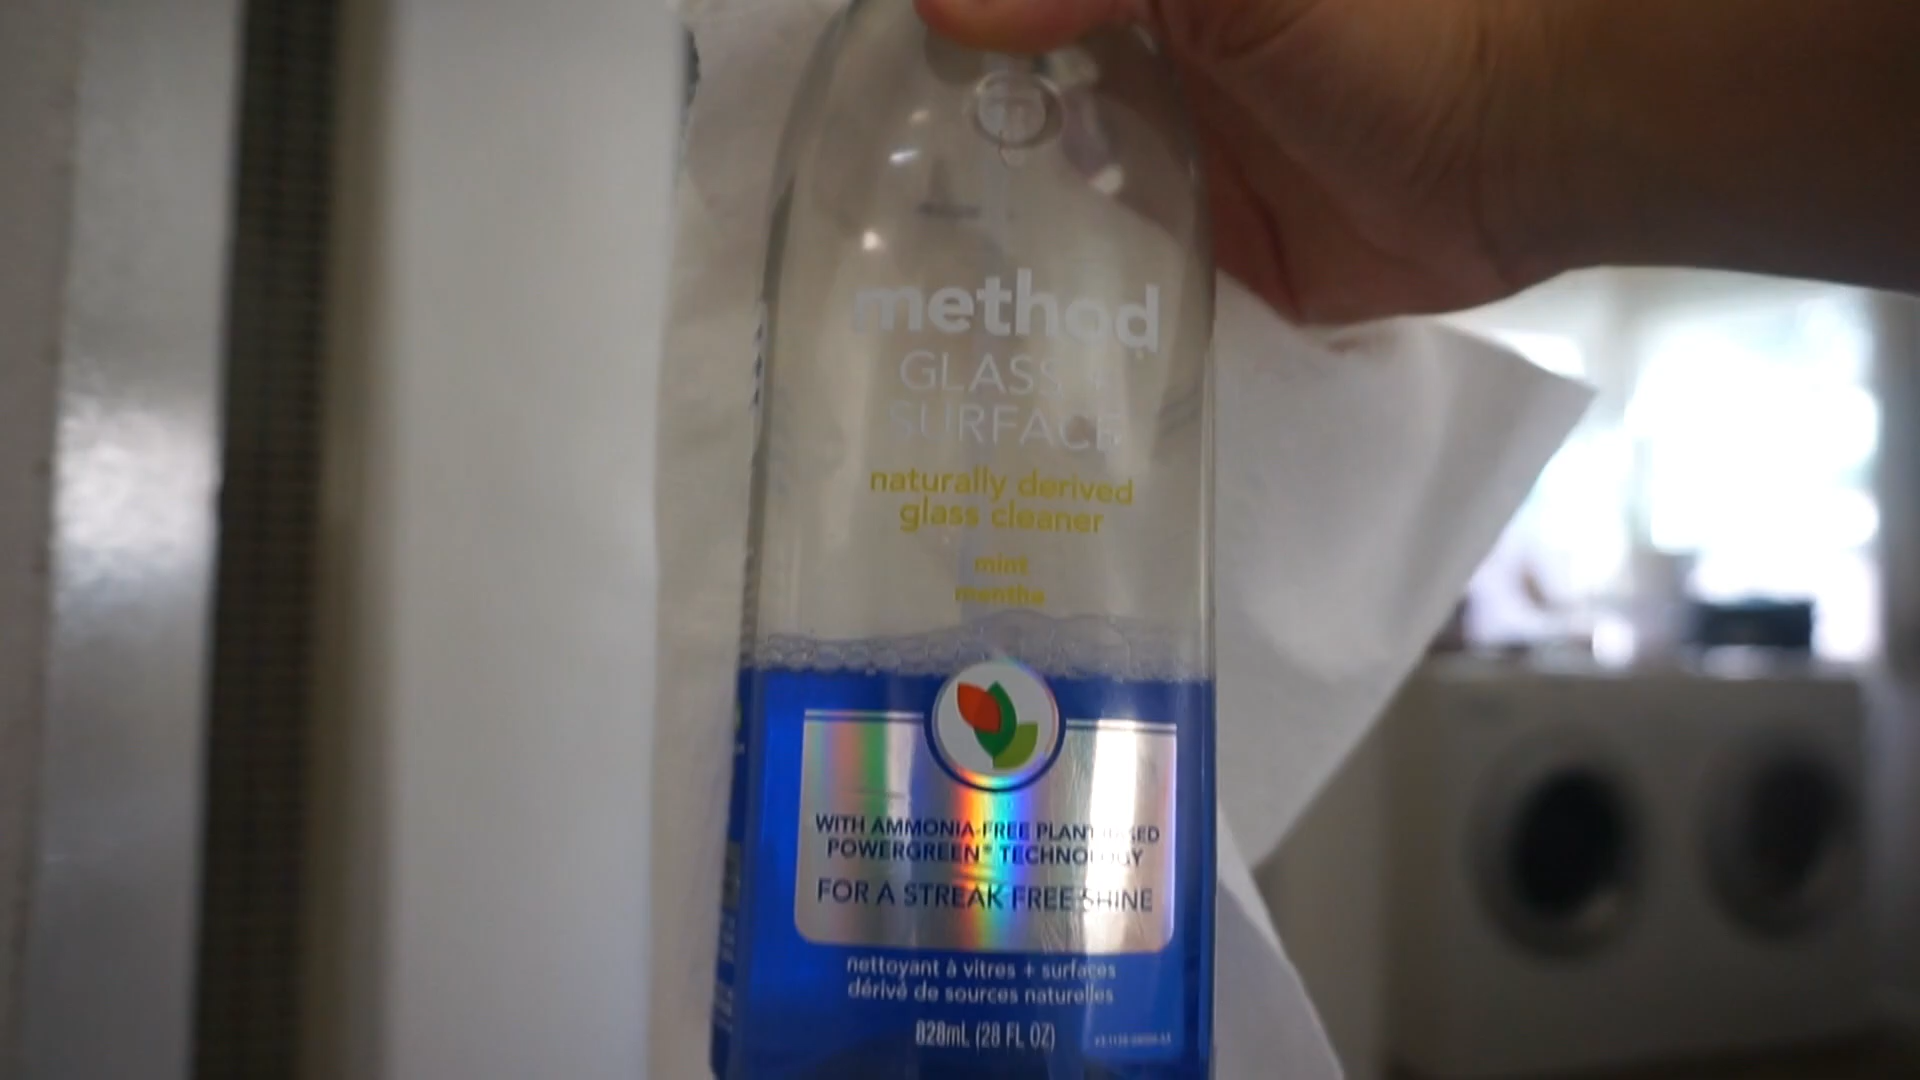 method
GLASS +
SURFACE
naturally derived
glass cleaner
mint
menthe
WITH AMMONIA-FREE PLANT-BASED
POWERGREEN® TECHNOLOGY
FOR A STREAK FREE SHINE
nettoyant à vitres + surfaces
dérivé de sources naturelles
828mL (28 FL OZ)